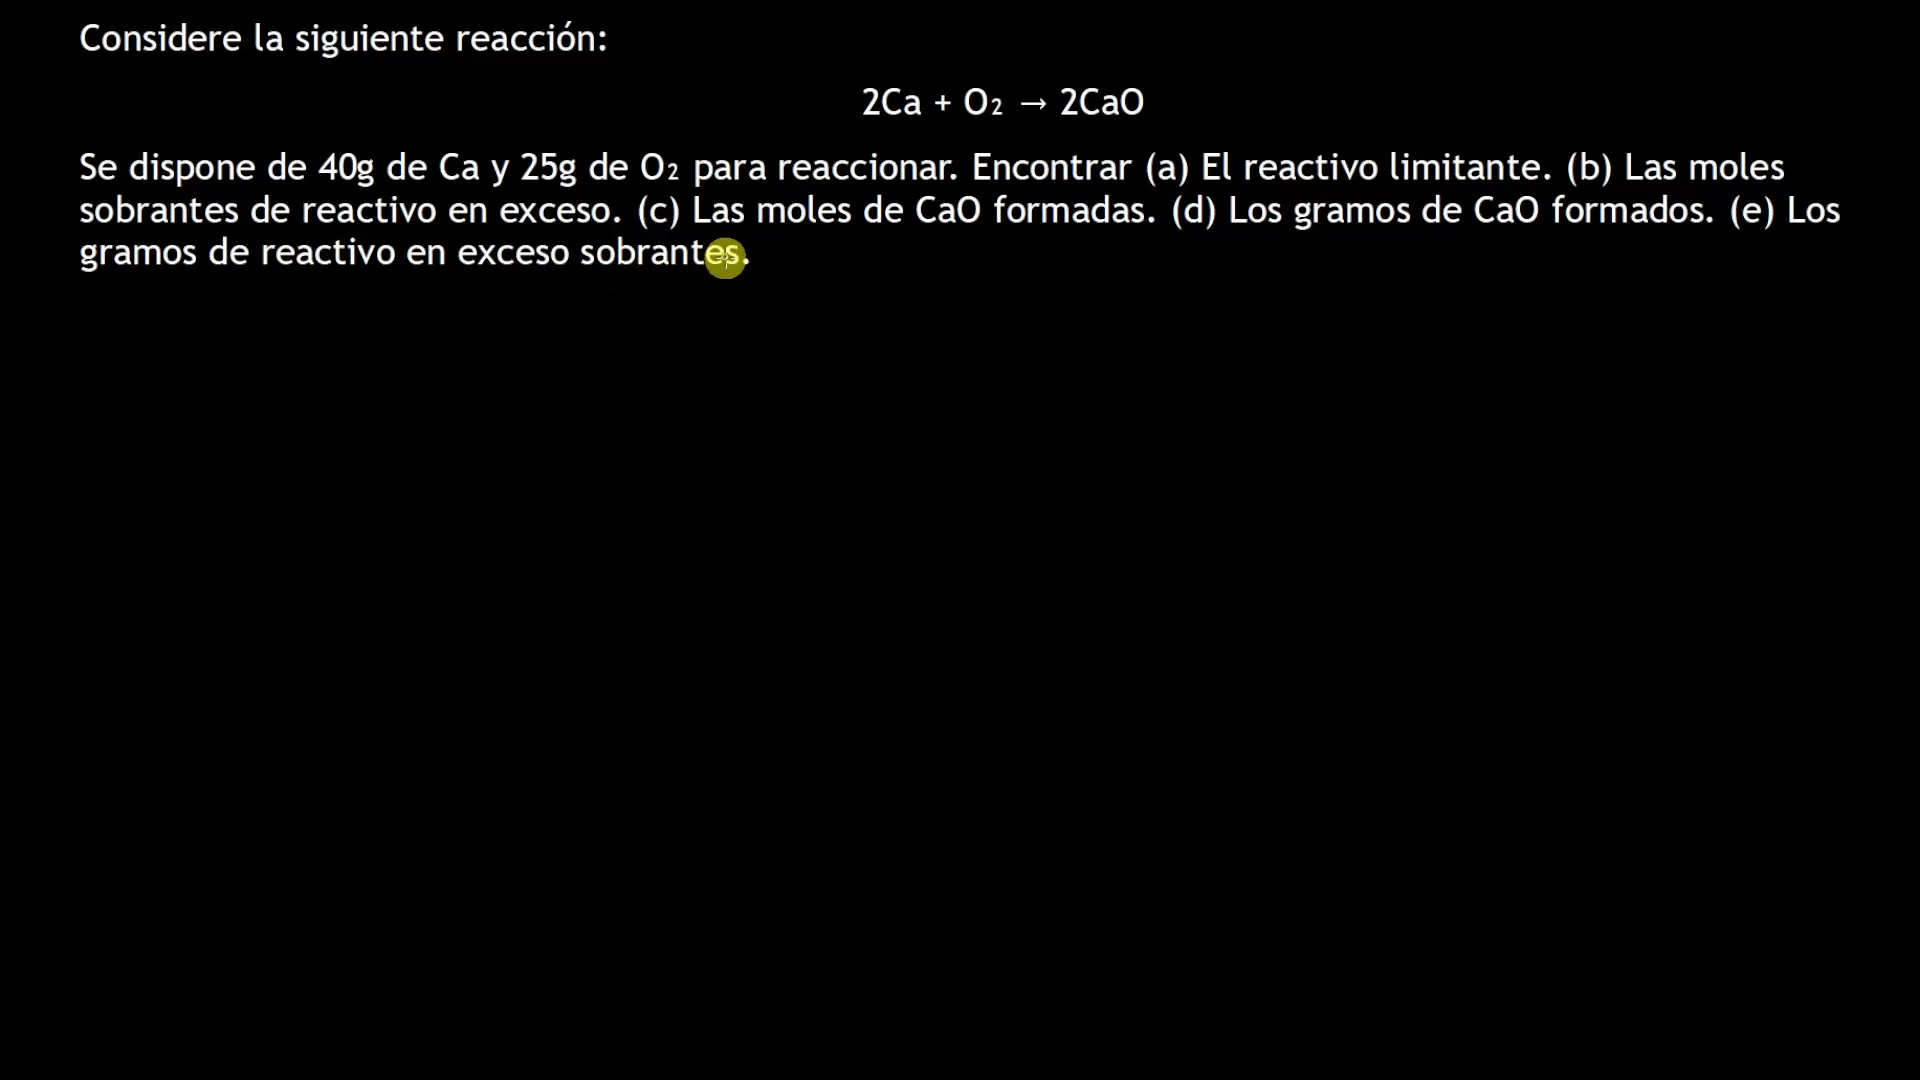 Considere la siguiente reacción:
2Ca + O₂ → 2CaO
Se dispone de 40g de Ca y 25g de O₂ para reaccionar. Encontrar (a) El reactivo limitante. (b) Las moles
sobrantes de reactivo en exceso. (c) Las moles de CaO formadas. (d) Los gramos de CaO formados. (e) Los
gramos de reactivo en exceso sobrantes.